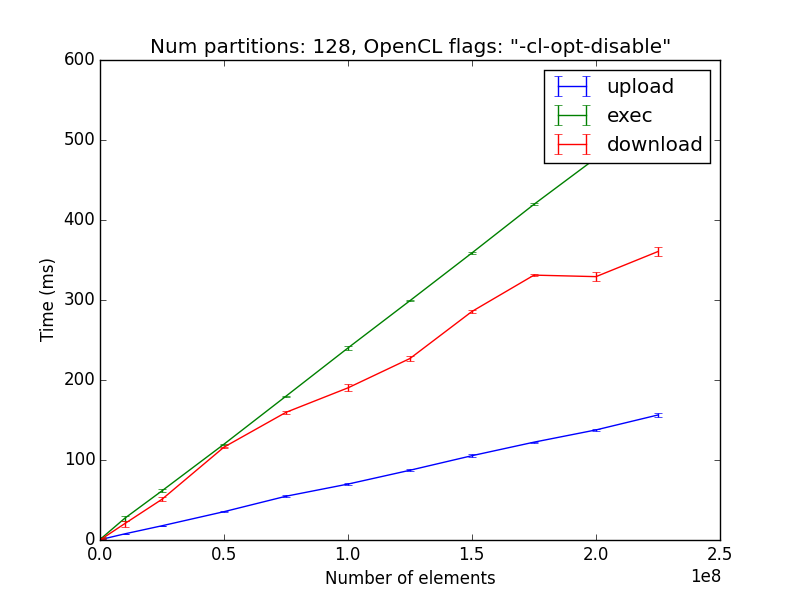 Num partitions: 128, OpenCL flags: "-cl-opt-disable"
600
500
400
300
200
100
0
Time (ms)
upload
exec
download
0.0 0.5 1.0 1.5 2.0 2.5
1e8
Number of elements